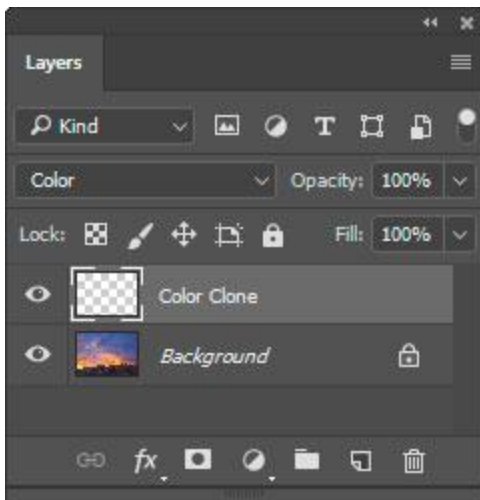 Layers
Kind
Color Opacity: 100%
Lock: Fill: 100%
Color Clone
Background
fx